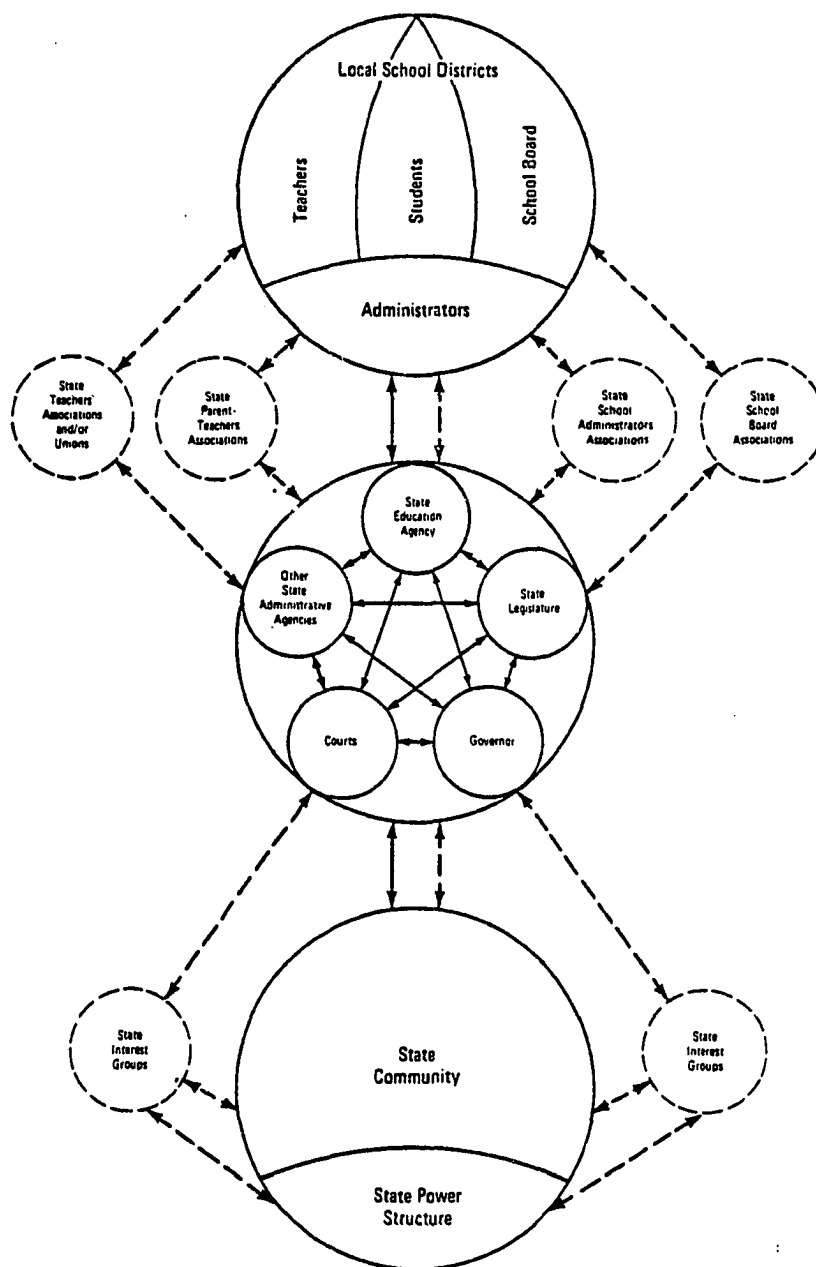 Local School Districts
Teachers
Students
School Board
Administrators
State
Teachers'
Associations
and/or
Unions
State
Parent-
Teachers
Associations
State
School
Administrators
Associations
State
School
Board
Associations
State
Education
Agency
Other
State
Administrative
Agencies
State
Legislature
Courts
Governor
State
Interest
Groups
State
Community
State
Interest
Groups
State Power
Structure